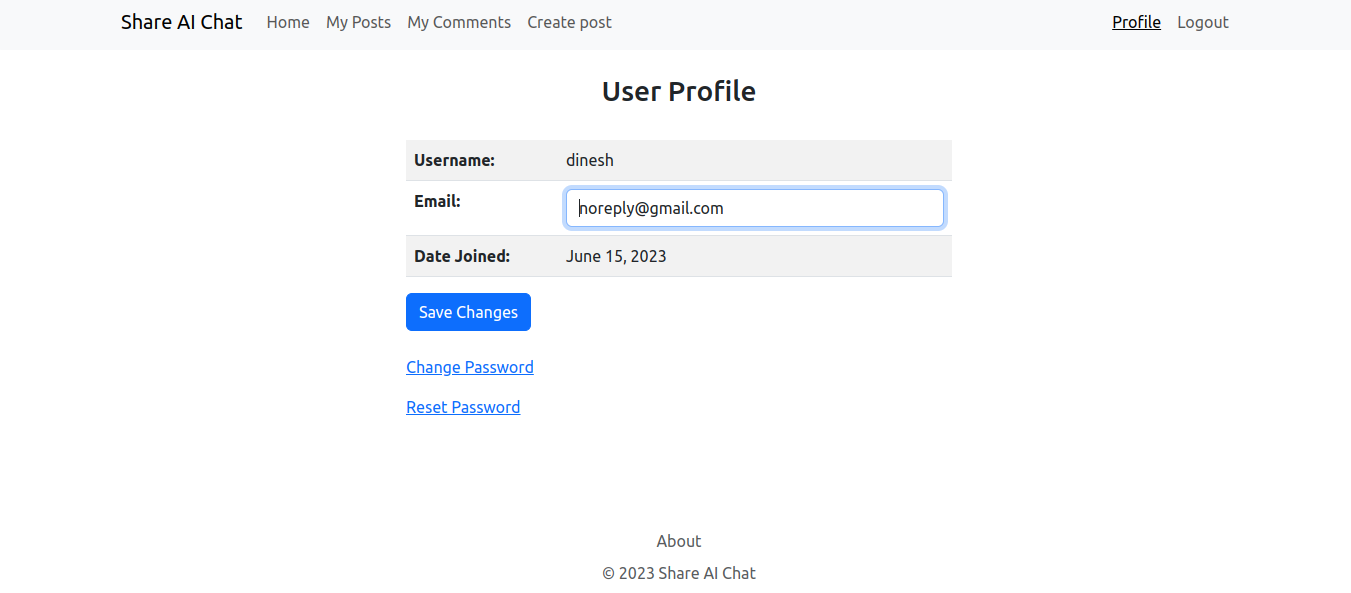 Share AI Chat Home My Posts My Comments Create post Profile Logout
User Profile
Username: dinesh
Email: noreply@gmail.com
Date Joined: June 15, 2023
Save Changes
Change Password
Reset Password
About
© 2023 Share AI Chat